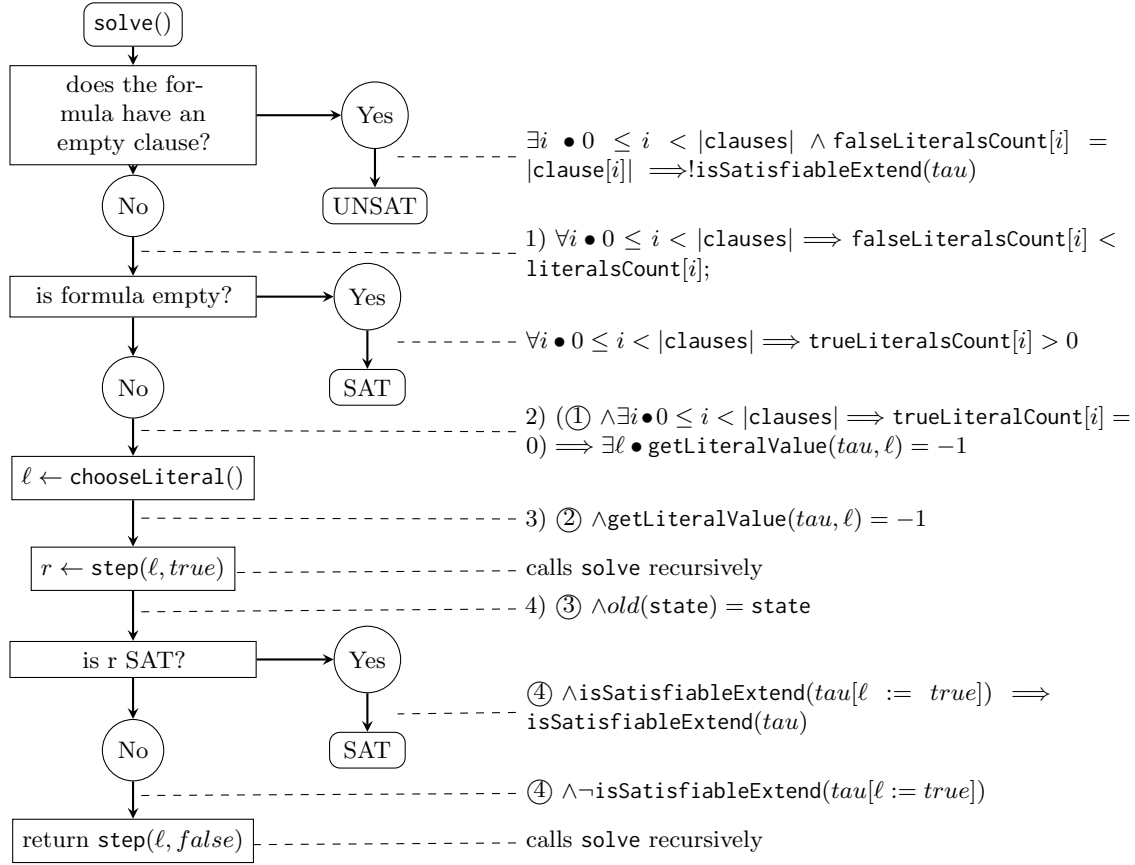 solve()
does the for-
mula have an
empty clause?
Yes
∃i • 0 ≤ i < |clauses| ∧ falseLiteralsCount[i] =
|clause[i]| ⟹!isSatisfiableExtend(tau)
UNSAT
No
1) ∀i • 0 ≤ i < |clauses| ⟹ falseLiteralsCount[i] <
literalsCount[i];
is formula empty?
Yes
∀i • 0 ≤ i < |clauses| ⟹ trueLiteralsCount[i] > 0
SAT
No
2) (① ∧∃i•0 ≤ i < |clauses| ⟹ trueLiteralCount[i] =
0) ⟹ ∃ℓ • getLiteralValue(tau, ℓ) = −1
ℓ ← chooseLiteral()
3) ② ∧getLiteralValue(tau, ℓ) = −1
r ← step(ℓ, true)
calls solve recursively
4) ③ ∧old(state) = state
is r SAT?
Yes
④ ∧isSatisfiableExtend(tau[ℓ := true]) ⟹
isSatisfiableExtend(tau)
SAT
No
④ ∧¬isSatisfiableExtend(tau[ℓ := true])
return step(ℓ, false)
calls solve recursively